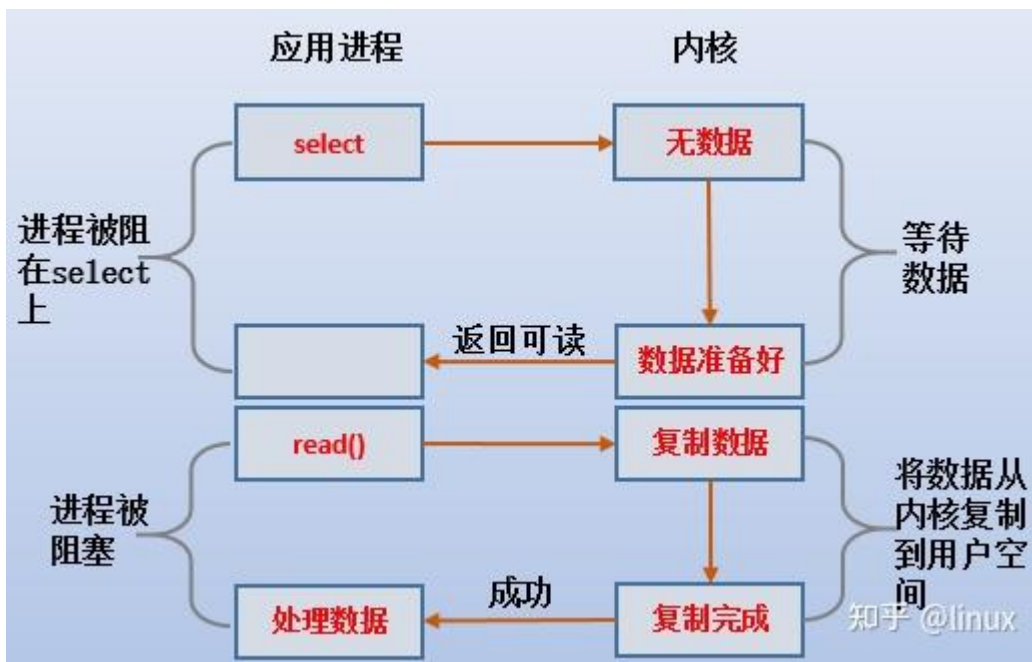 应用进程
内核
select
无数据
进程被阻
在select
上
等待
数据
返回可读
数据准备好
read()
复制数据
进程被
阻塞
将数据从
内核复制
到用户空
间
成功
处理数据
复制完成
知乎 @linux